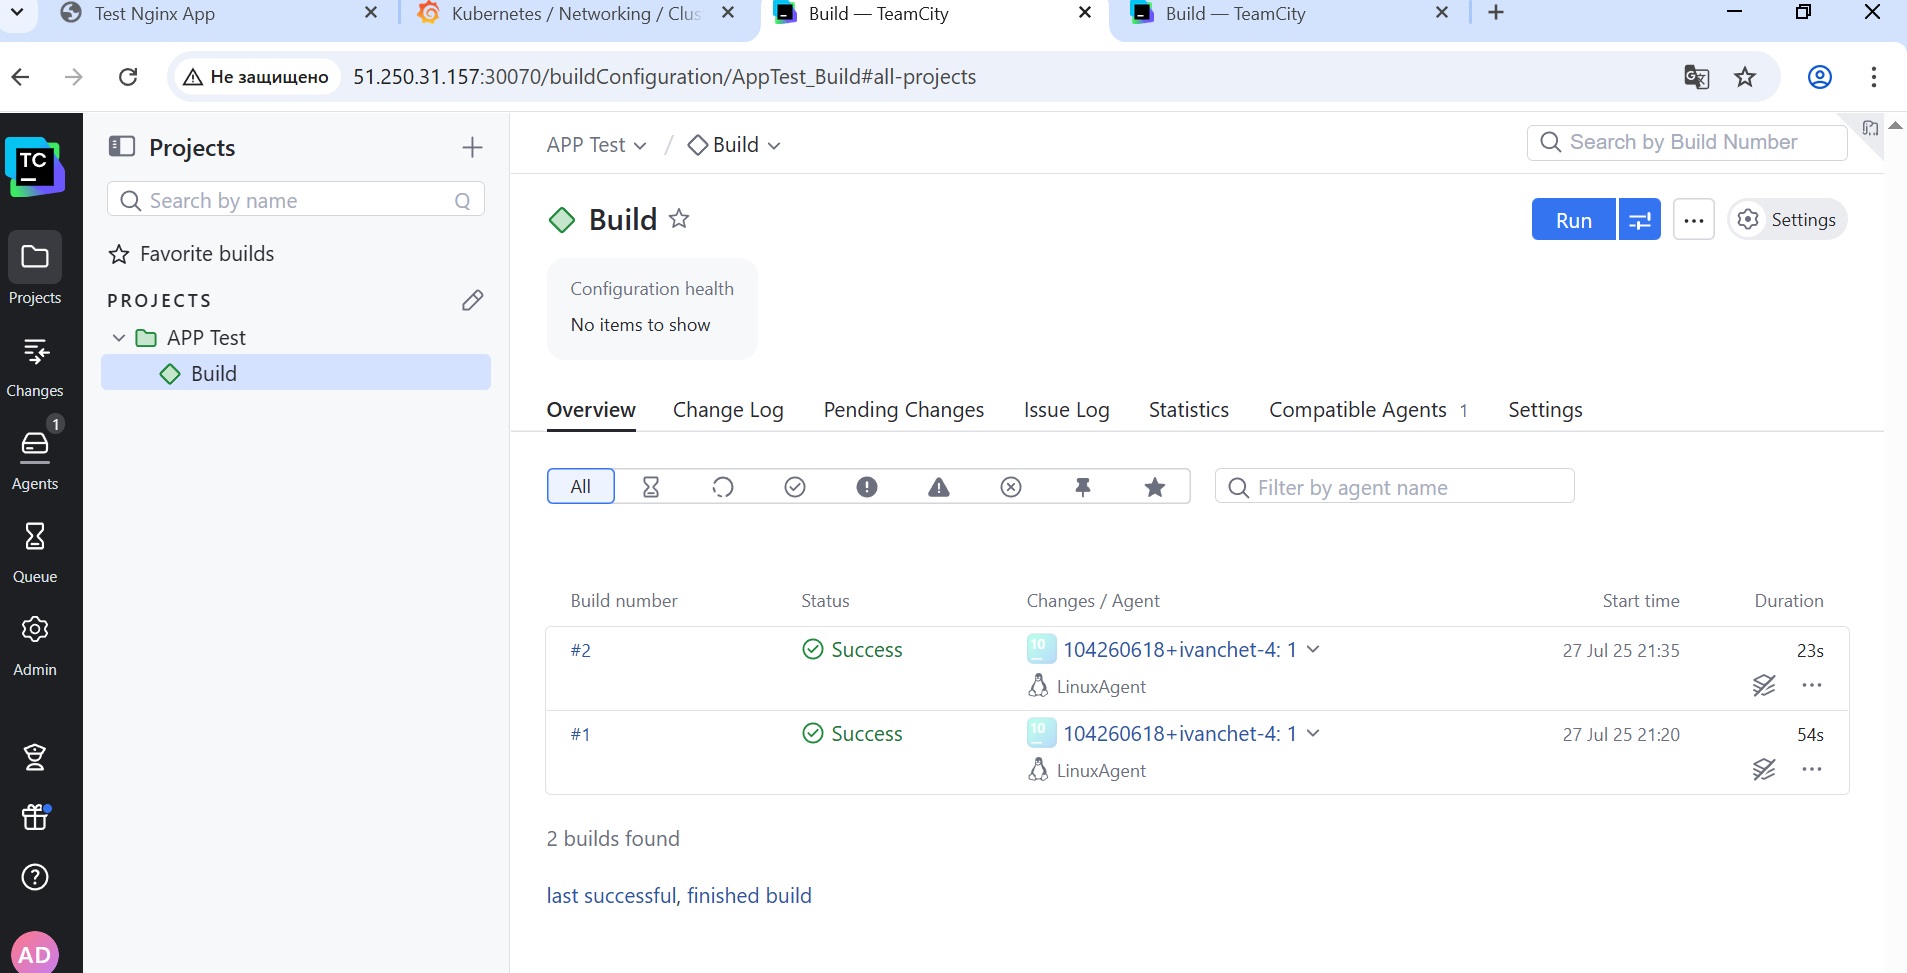 Test Nginx App
Kubernetes / Networking / Clus
Build — TeamCity
Build — TeamCity
Не защищено
51.250.31.157:30070/buildConfiguration/AppTest_Build#all-projects
TC
Projects
Changes
1
Agents
Queue
Admin
AD
Projects
Search by name
Q
Favorite builds
PROJECTS
APP Test
Build
APP Test / Build
Search by Build Number
Build
Run
Settings
Configuration health
No items to show
Overview
Change Log
Pending Changes
Issue Log
Statistics
Compatible Agents 1
Settings
All
Filter by agent name
Build number
Status
Changes / Agent
Start time
Duration
#2
Success
10
104260618+ivanchet-4: 1
27 Jul 25 21:35
23s
LinuxAgent
#1
Success
10
104260618+ivanchet-4: 1
27 Jul 25 21:20
54s
LinuxAgent
2 builds found
last successful, finished build